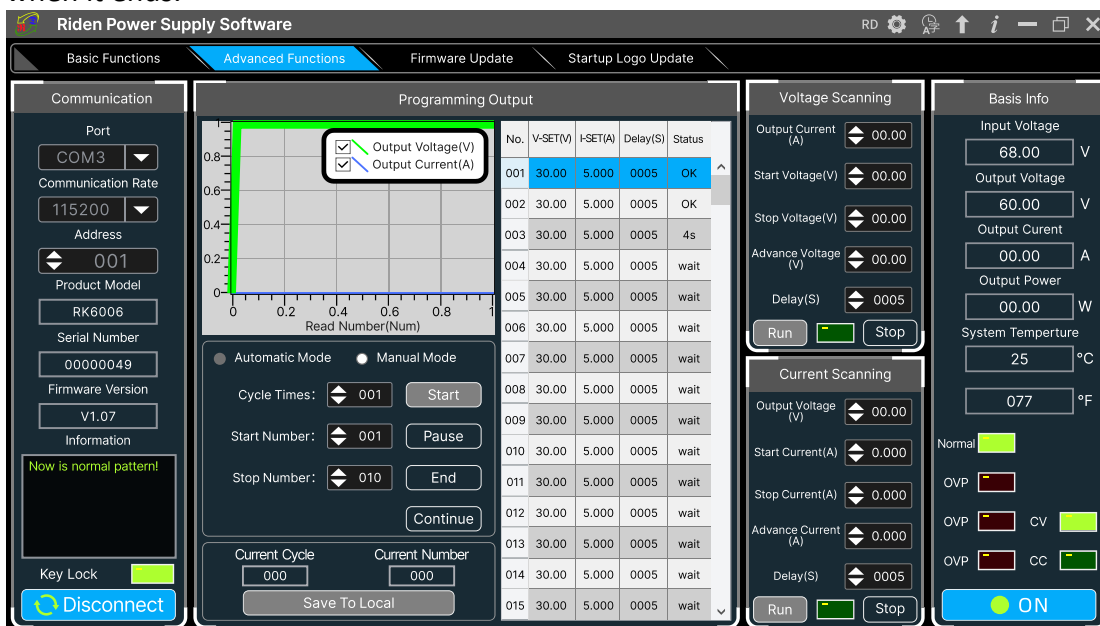 when it ends.
Riden Power Supply Software
RD
Basic Functions
Advanced Functions
Firmware Update
Startup Logo Update
Communication
Port
COM3
Communication Rate
115200
Address
001
Product Model
RK6006
Serial Number
00000049
Firmware Version
V1.07
Information
Now is normal pattern!
Key Lock
Disconnect
Programming Output
Output Voltage(V)
Output Current(A)
1
0.8
0.6
0.4
0.2
0
0 0.2 0.4 0.6 0.8 1
Read Number(Num)
Automatic Mode Manual Mode
Cycle Times: 001 Start
Start Number: 001 Pause
Stop Number: 010 End
Continue
Current Cycle Current Number
000 000
Save To Local
No. V-SET(V) I-SET(A) Delay(S) Status
001 30.00 5.000 0005 OK
002 30.00 5.000 0005 OK
003 30.00 5.000 0005 4s
004 30.00 5.000 0005 wait
005 30.00 5.000 0005 wait
006 30.00 5.000 0005 wait
007 30.00 5.000 0005 wait
008 30.00 5.000 0005 wait
009 30.00 5.000 0005 wait
010 30.00 5.000 0005 wait
011 30.00 5.000 0005 wait
012 30.00 5.000 0005 wait
013 30.00 5.000 0005 wait
014 30.00 5.000 0005 wait
015 30.00 5.000 0005 wait
Voltage Scanning
Output Current
(A)
00.00
Start Voltage(V) 00.00
Stop Voltage(V) 00.00
Advance Voltage
(V)
00.00
Delay(S) 0005
Run Stop
Current Scanning
Output Voltage
(V)
00.00
Start Current(A) 0.000
Stop Current(A) 0.000
Advance Current
(A)
0.000
Delay(S) 0005
Run Stop
Basis Info
Input Voltage
68.00 V
Output Voltage
60.00 V
Output Curent
00.00 A
Output Power
00.00 W
System Temperture
25 °C
077 °F
Normal
OVP
OVP CV
OVP CC
ON